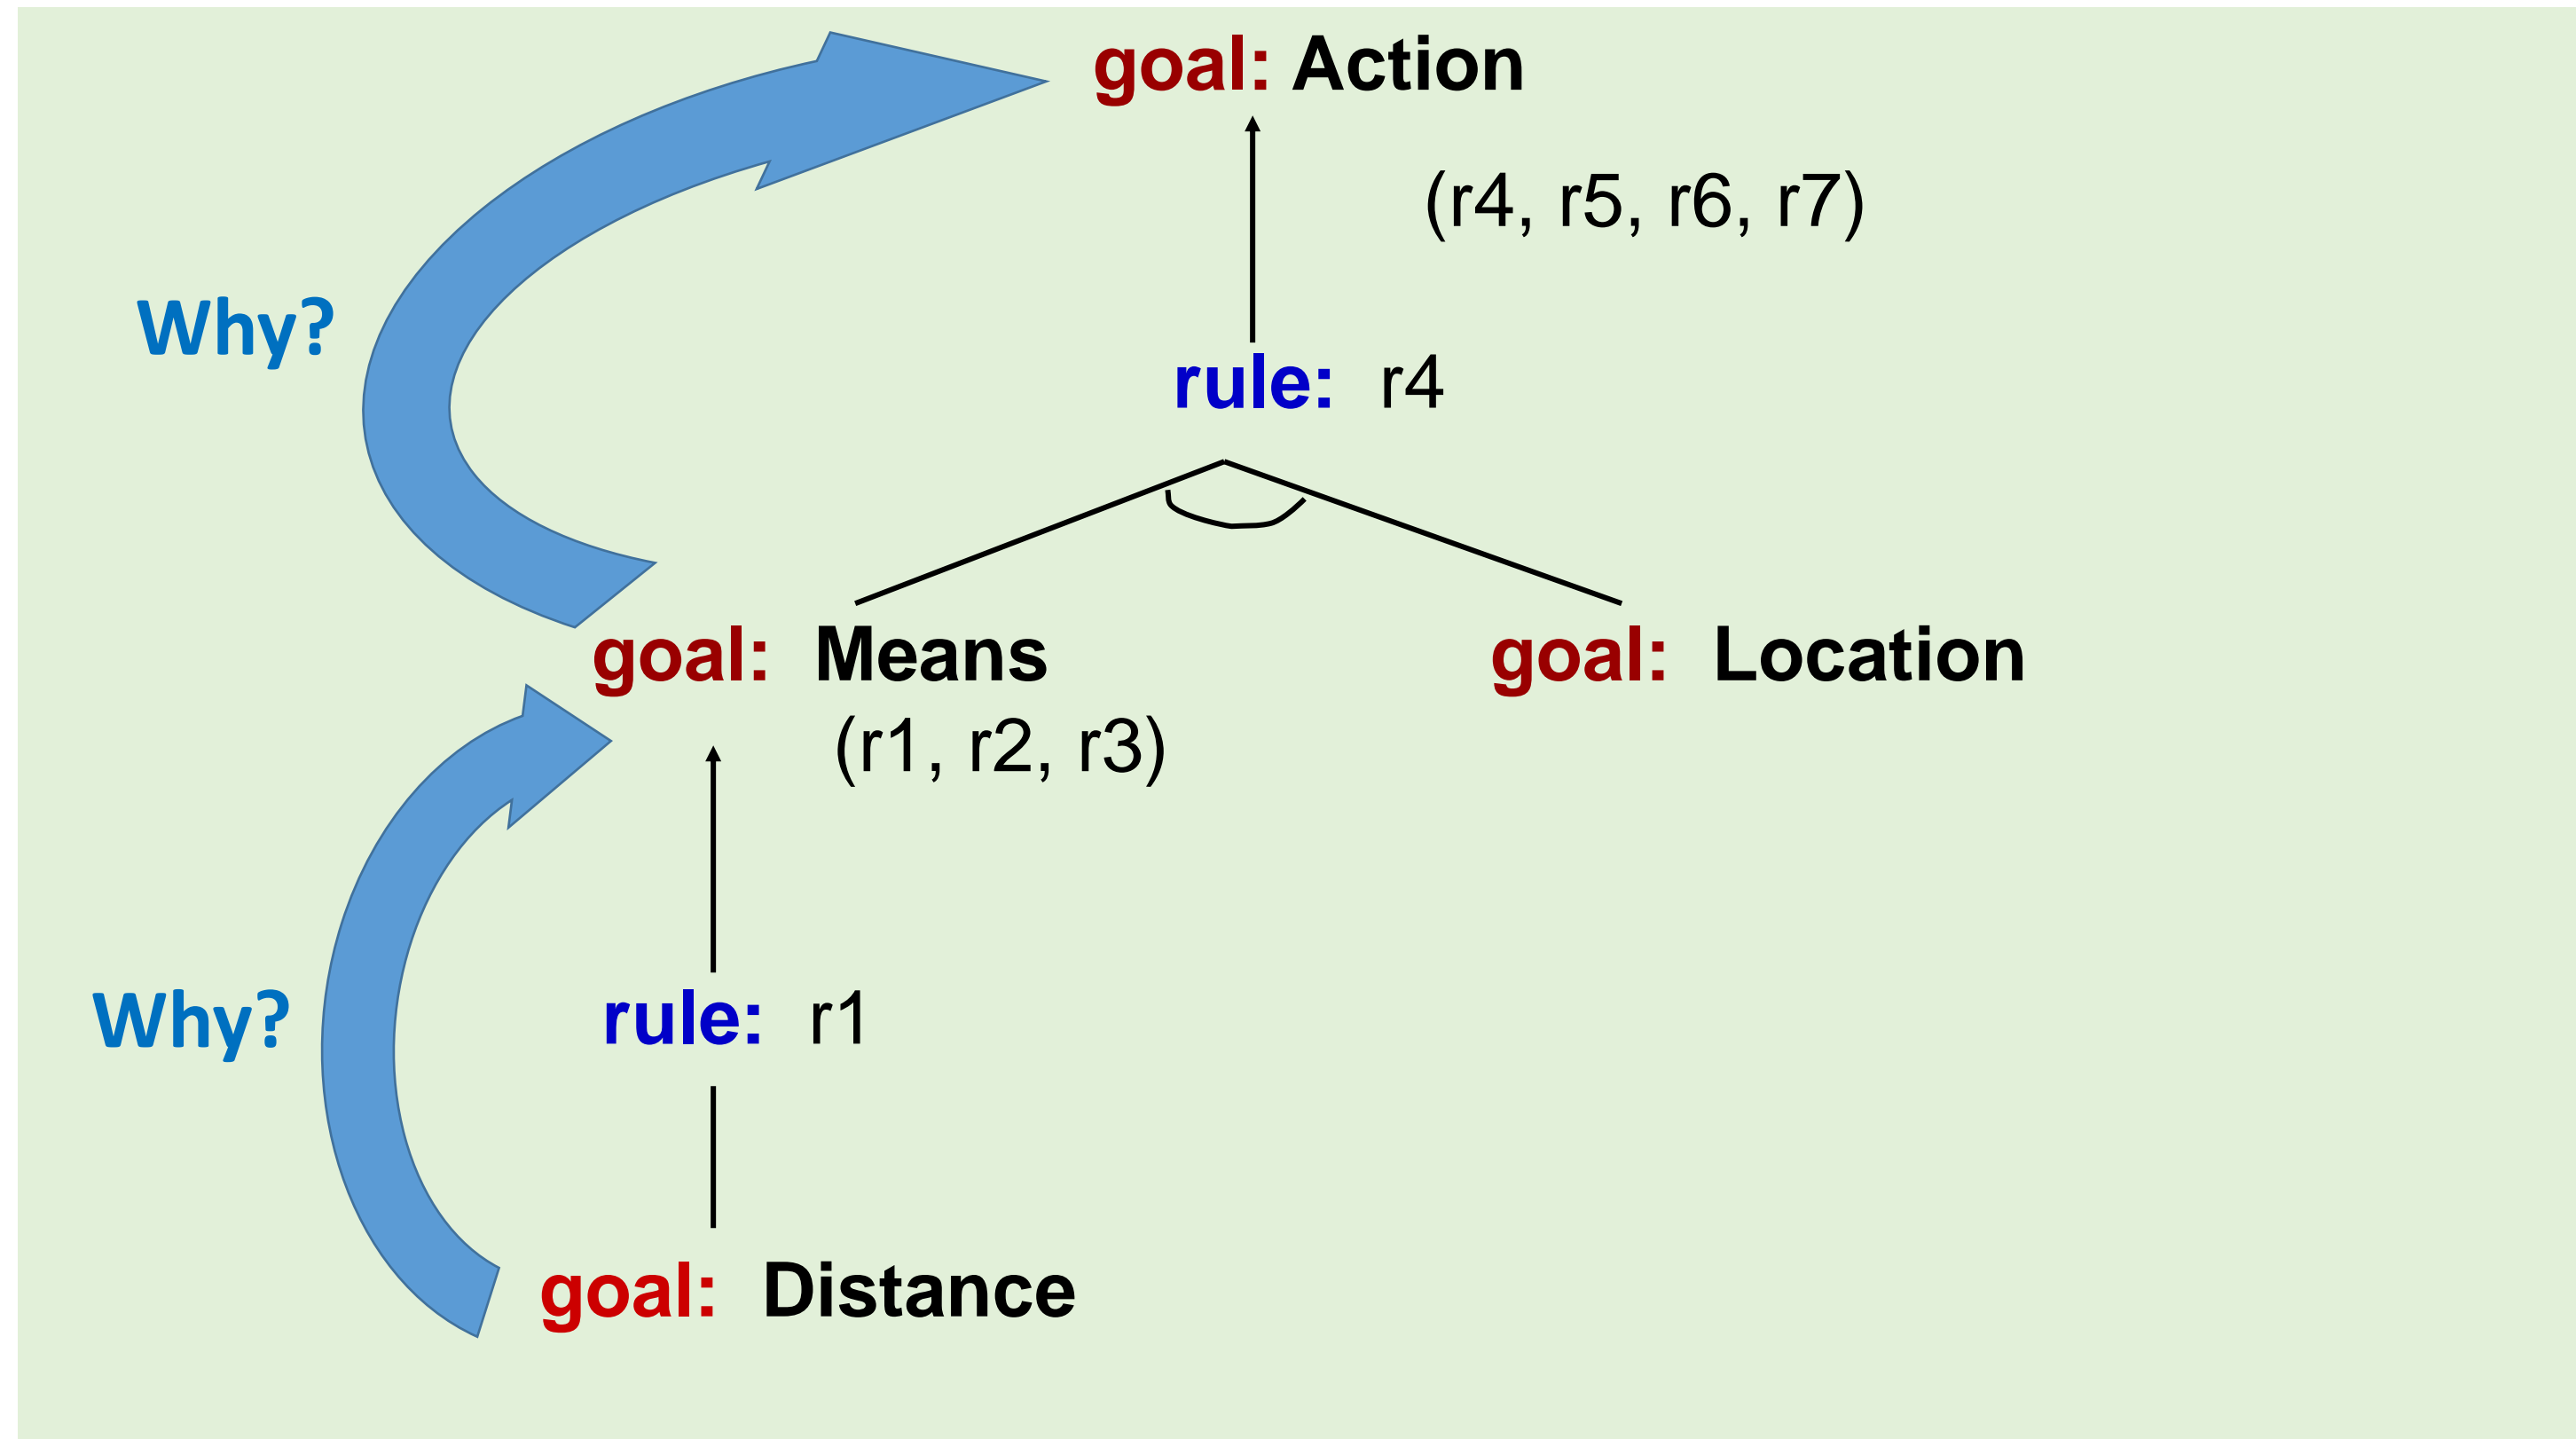 goal: Action
(r4, r5, r6, r7)
Why?
rule: r4
goal: Means
goal: Location
(r1, r2, r3)
Why?
rule: r1
goal: Distance